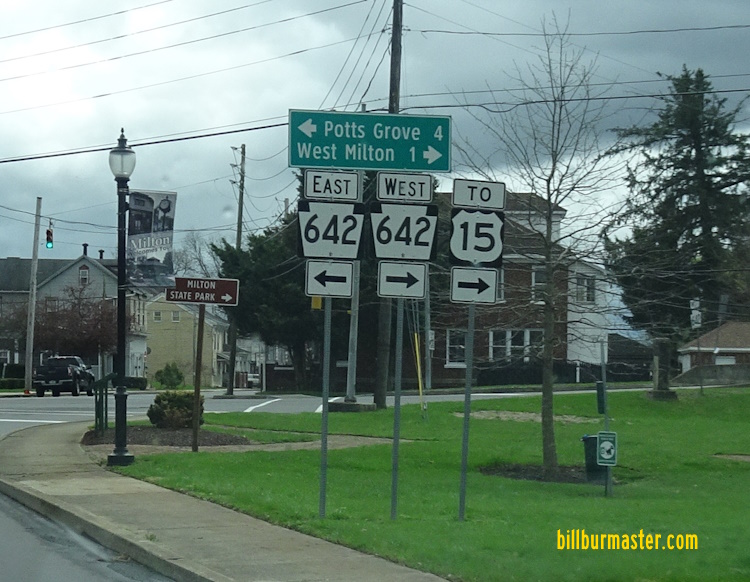 Potts Grove 4
West Milton 1
EAST WEST TO
642 642 15
Milton
MILTON
STATE PARK
billburmaster.com